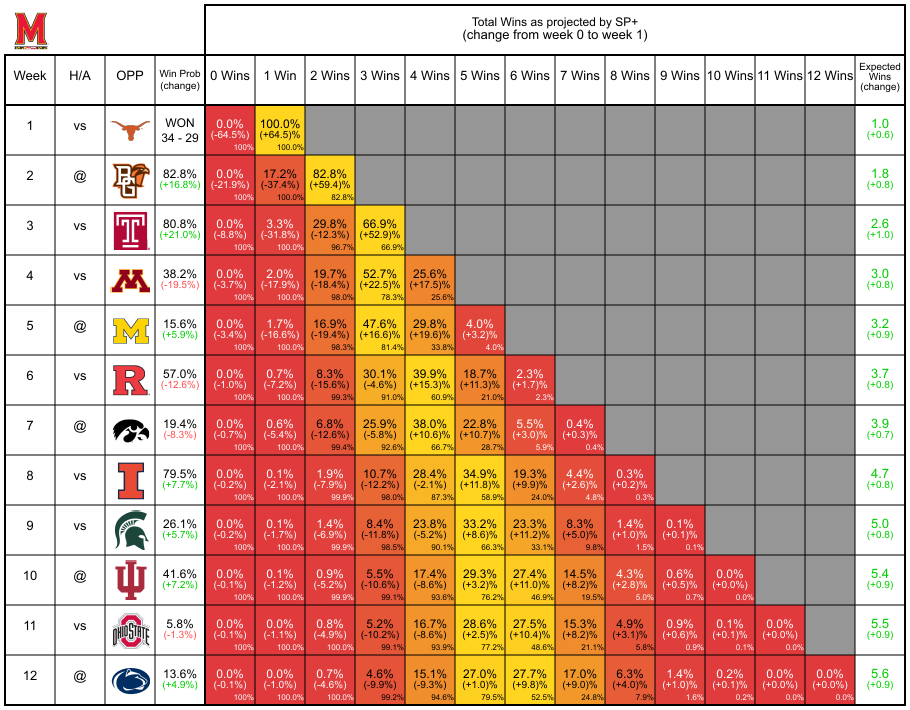 M
Total Wins as projected by SP+
(change from week 0 to week 1)
Week H/A OPP Win Prob (change) 0 Wins 1 Win 2 Wins 3 Wins 4 Wins 5 Wins 6 Wins 7 Wins 8 Wins 9 Wins 10 Wins 11 Wins 12 Wins Expected Wins (change)
1 vs WON 0.0% 100.0% 1.0
34 - 29 (-64.5%) (+64.5)% (+0.6)
100% 100.0%
2 @ BG 82.8% 0.0% 17.2% 82.8% 1.8
(+16.8%) (-21.9%) (-37.4%) (+59.4)% (+0.8)
100% 100.0% 82.8%
3 vs T 80.8% 0.0% 3.3% 29.8% 66.9% 2.6
(+21.0%) (-8.8%) (-31.8%) (-12.3%) (+52.9)% (+1.0)
100% 100.0% 96.7% 66.9%
4 vs M 38.2% 0.0% 2.0% 19.7% 52.7% 25.6% 3.0
(-19.5%) (-3.7%) (-17.9%) (-18.4%) (+22.5)% (+17.5)% (+0.8)
100% 100.0% 98.0% 78.3% 25.6%
5 @ M 15.6% 0.0% 1.7% 16.9% 47.6% 29.8% 4.0% 3.2
(+5.9%) (-3.4%) (-16.6%) (-19.4%) (+16.6)% (+19.6)% (+3.2)% (+0.9)
100% 100.0% 98.3% 81.4% 33.8% 4.0%
6 vs R 57.0% 0.0% 0.7% 8.3% 30.1% 39.9% 18.7% 2.3% 3.7
(-12.6%) (-1.0%) (-7.2%) (-15.6%) (-4.6%) (+15.3)% (+11.3)% (+1.7)% (+0.8)
100% 100.0% 99.3% 91.0% 60.9% 21.0% 2.3%
7 @ 19.4% 0.0% 0.6% 6.8% 25.9% 38.0% 22.8% 5.5% 0.4% 3.9
(-8.3%) (-0.7%) (-5.4%) (-12.6%) (-5.8%) (+10.6)% (+10.7)% (+3.0)% (+0.3)% (+0.7)
100% 100.0% 99.4% 92.6% 66.7% 28.7% 5.9% 0.4%
8 vs I 79.5% 0.0% 0.1% 1.9% 10.7% 28.4% 34.9% 19.3% 4.4% 0.3% 4.7
(+7.7%) (-0.2%) (-2.1%) (-7.9%) (-12.2%) (-2.1%) (+11.8)% (+9.9)% (+2.6)% (+0.2)% (+0.8)
100% 100.0% 99.9% 98.0% 87.3% 58.9% 24.0% 4.8% 0.3%
9 vs 26.1% 0.0% 0.1% 1.4% 8.4% 23.8% 33.2% 23.3% 8.3% 1.4% 0.1% 5.0
(+5.7%) (-0.2%) (-1.7%) (-6.9%) (-11.8%) (-5.2%) (+8.6)% (+11.2)% (+5.0)% (+1.0)% (+0.1)% (+0.8)
100% 100.0% 99.9% 98.5% 90.1% 66.3% 33.1% 9.8% 1.5% 0.1%
10 @ 41.6% 0.0% 0.1% 0.9% 5.5% 17.4% 29.3% 27.4% 14.5% 4.3% 0.6% 0.0% 5.4
(+7.2%) (-0.1%) (-1.2%) (-5.2%) (-10.6%) (-8.6%) (+3.2)% (+11.0)% (+8.2)% (+2.8)% (+0.5)% (+0.0)% (+0.9)
100% 100.0% 99.9% 99.1% 93.6% 76.2% 46.9% 19.5% 5.0% 0.7% 0.0%
11 vs OHIO STATE 5.8% 0.0% 0.0% 0.8% 5.2% 16.7% 28.6% 27.5% 15.3% 4.9% 0.9% 0.1% 0.0% 5.5
(-1.3%) (-0.1%) (-1.1%) (-4.9%) (-10.2%) (-8.6%) (+2.5)% (+10.4)% (+8.2)% (+3.1)% (+0.6)% (+0.1)% (+0.0)% (+0.9)
100% 100.0% 100.0% 99.1% 93.9% 77.2% 48.6% 21.1% 5.8% 0.9% 0.1% 0.0%
12 @ 13.6% 0.0% 0.0% 0.7% 4.6% 15.1% 27.0% 27.7% 17.0% 6.3% 1.4% 0.2% 0.0% 0.0% 5.6
(+4.9%) (-0.1%) (-1.0%) (-4.6%) (-9.9%) (-9.3%) (+1.0)% (+9.8)% (+9.0)% (+4.0)% (+1.0)% (+0.2)% (+0.0)% (+0.0)% (+0.9)
100% 100.0% 100.0% 99.2% 94.6% 79.5% 52.5% 24.8% 7.9% 1.6% 0.2% 0.0% 0.0%